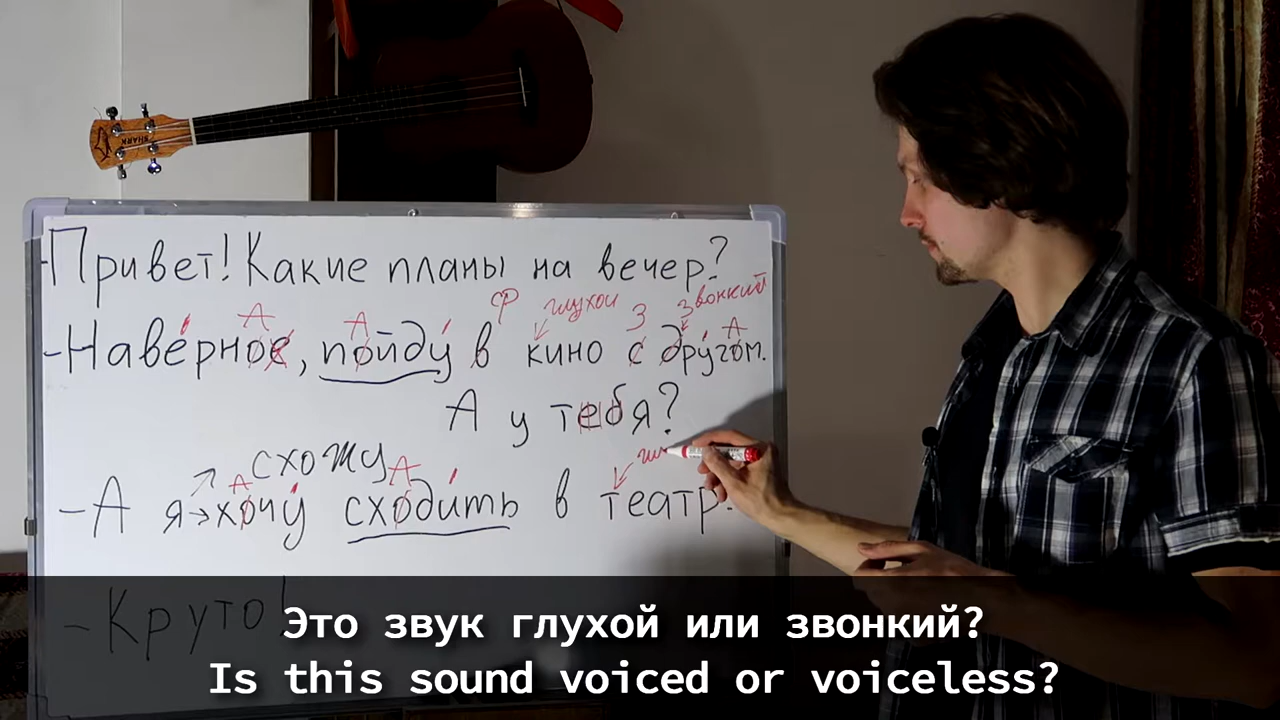 SHARK
-Привет! Какие планы на вечер?
А А ф глухой З звонкий А
-Наверное, пойду в кино с другом.
А у тебя?
схожу
А А
-А я→хочу сходить в театр.
-Круто!
Это звук глухой или звонкий?
Is this sound voiced or voiceless?